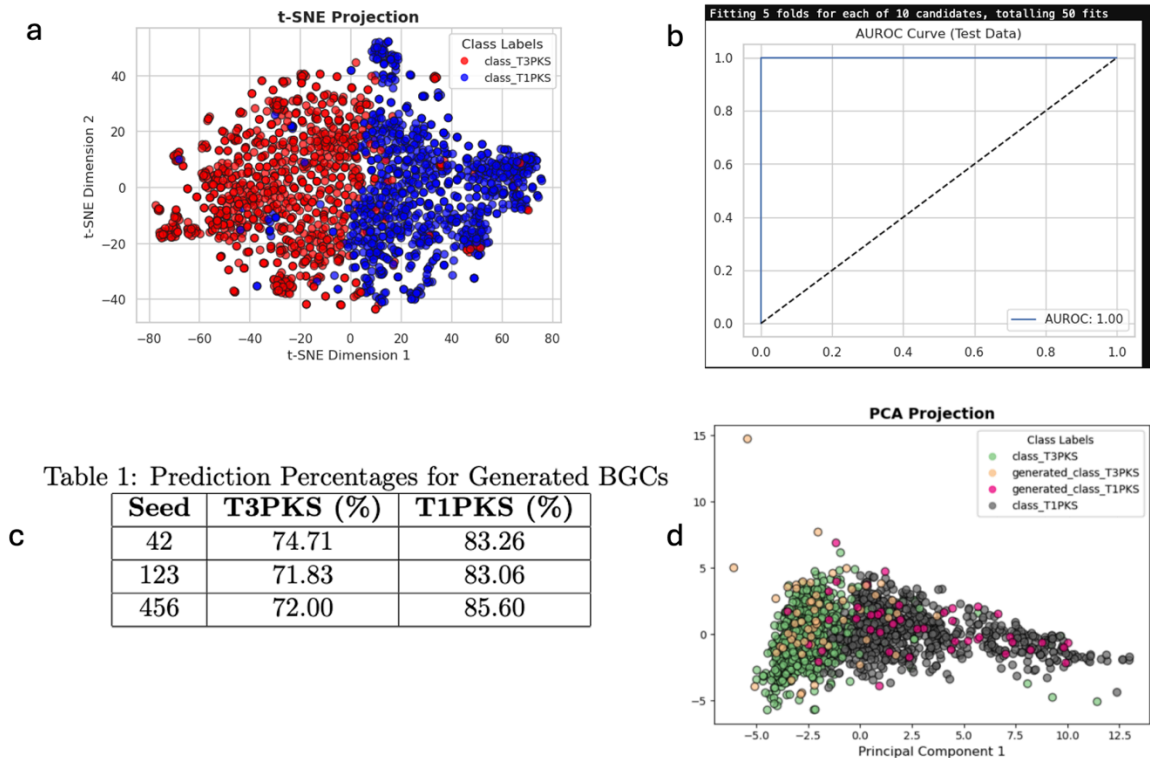 a
t-SNE Projection
Class Labels
class_T3PKS
class_T1PKS
t-SNE Dimension 2
40
20
0
−20
−40
−80
−60
−40
−20
0
20
40
60
80
t-SNE Dimension 1
b
Fitting 5 folds for each of 10 candidates, totalling 50 fits
AUROC Curve (Test Data)
1.0
0.8
0.6
0.4
0.2
0.0
AUROC: 1.00
0.0
0.2
0.4
0.6
0.8
1.0
c
Table 1: Prediction Percentages for Generated BGCs
Seed T3PKS (%) T1PKS (%)
42 74.71 83.26
123 71.83 83.06
456 72.00 85.60
d
PCA Projection
Class Labels
class_T3PKS
generated_class_T3PKS
generated_class_T1PKS
class_T1PKS
15
10
5
0
−5
−5.0
−2.5
0.0
2.5
5.0
7.5
10.0
12.5
Principal Component 1